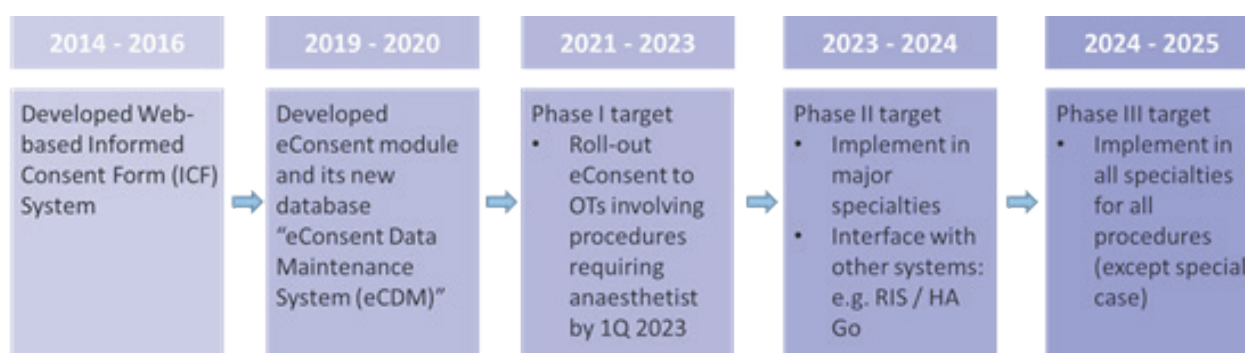 2014 - 2016
Developed Web-
based Informed
Consent Form (ICF)
System
2019 - 2020
Developed
eConsent module
and its new
database
“eConsent Data
Maintenance
System (eCDM)”
2021 - 2023
Phase I target
• Roll-out
eConsent to
OTs involving
procedures
requiring
anaesthetist
by 1Q 2023
2023 - 2024
Phase II target
• Implement in
major
specialties
• Interface with
other systems:
e.g. RIS / HA
Go
2024 - 2025
Phase III target
• Implement in
all specialties
for all
procedures
(except special
case)